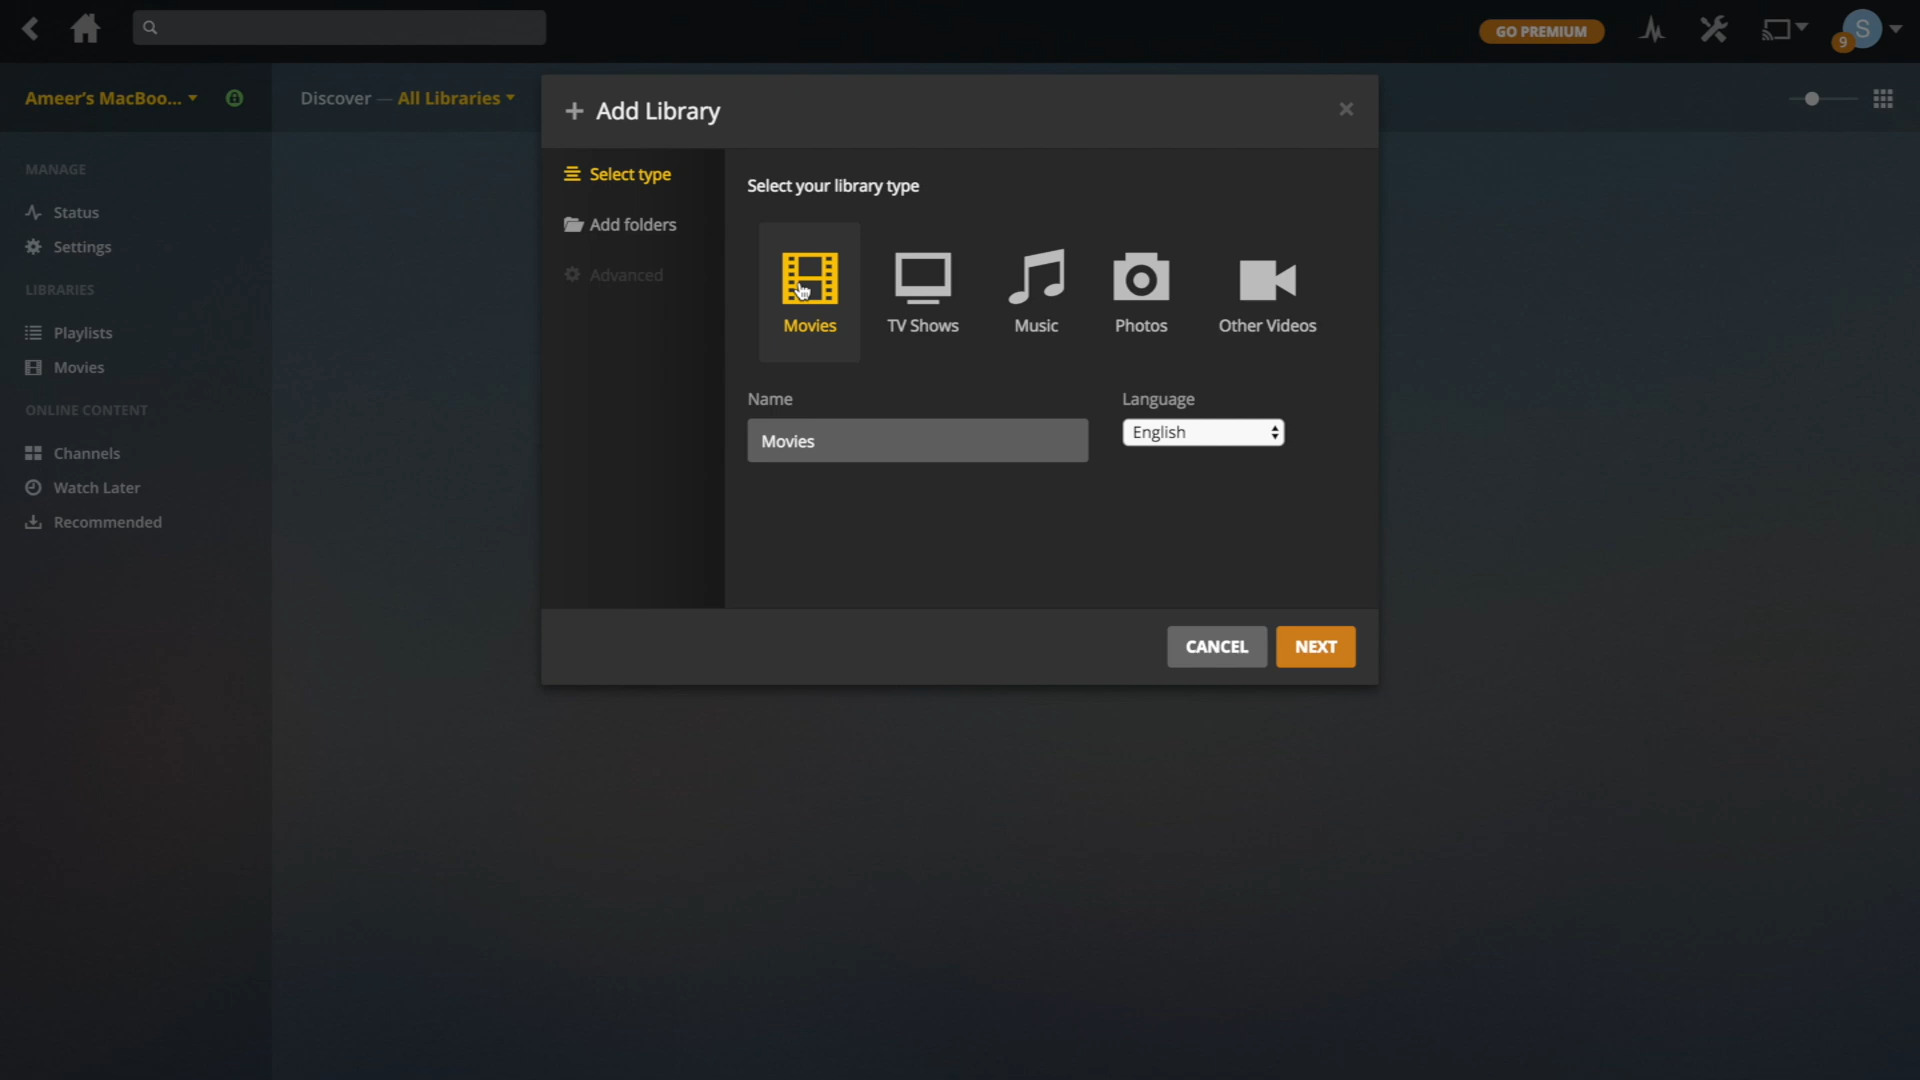 GO PREMIUM
S
9
Ameer's MacBoo...
Discover — All Libraries
MANAGE
Status
Settings
LIBRARIES
Playlists
Movies
ONLINE CONTENT
Channels
Watch Later
Recommended
+ Add Library
×
Select type
Add folders
Advanced
Select your library type
Movies
TV Shows
Music
Photos
Other Videos
Name
Language
Movies
English
CANCEL
NEXT